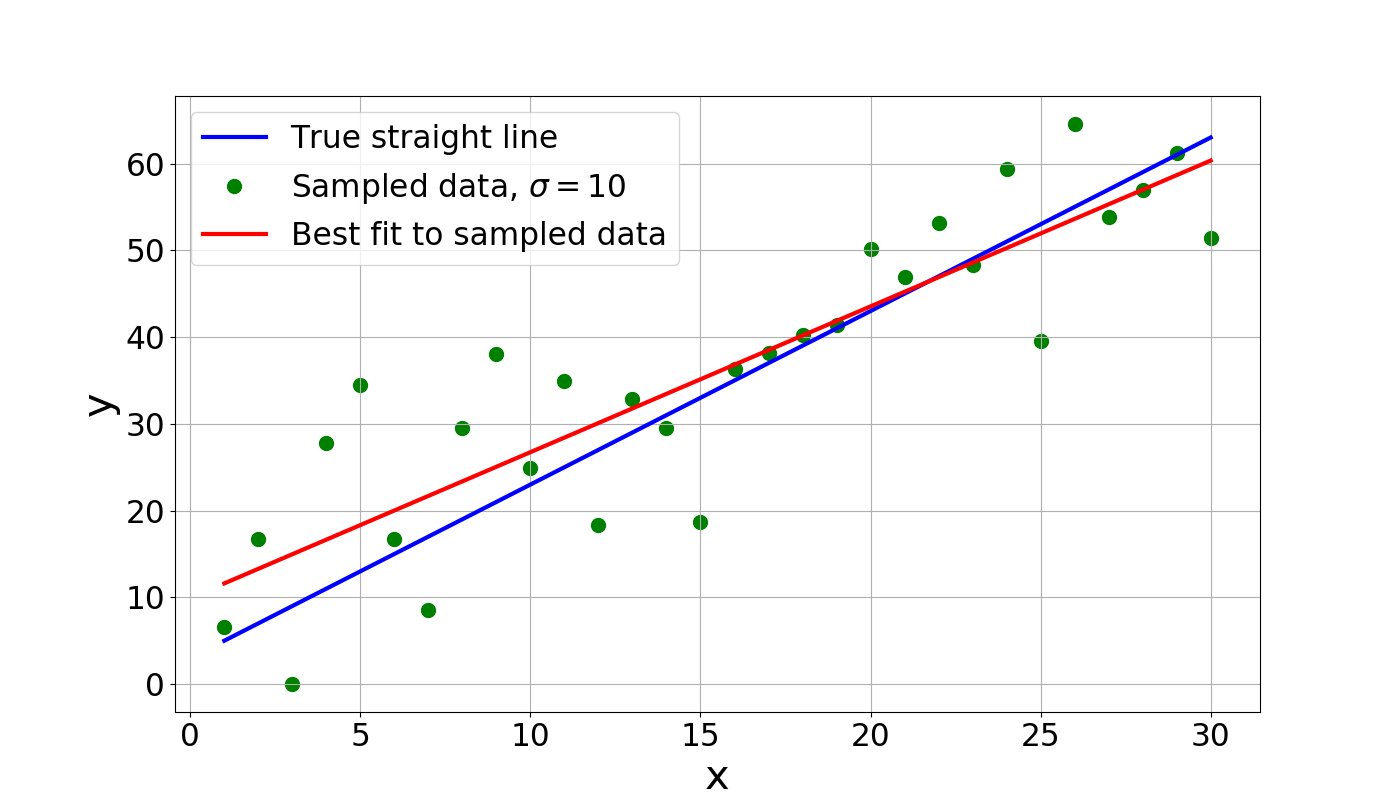 True straight line
Sampled data, σ = 10
Best fit to sampled data
60
50
40
30
20
10
0
y
0 5 10 15 20 25 30
x